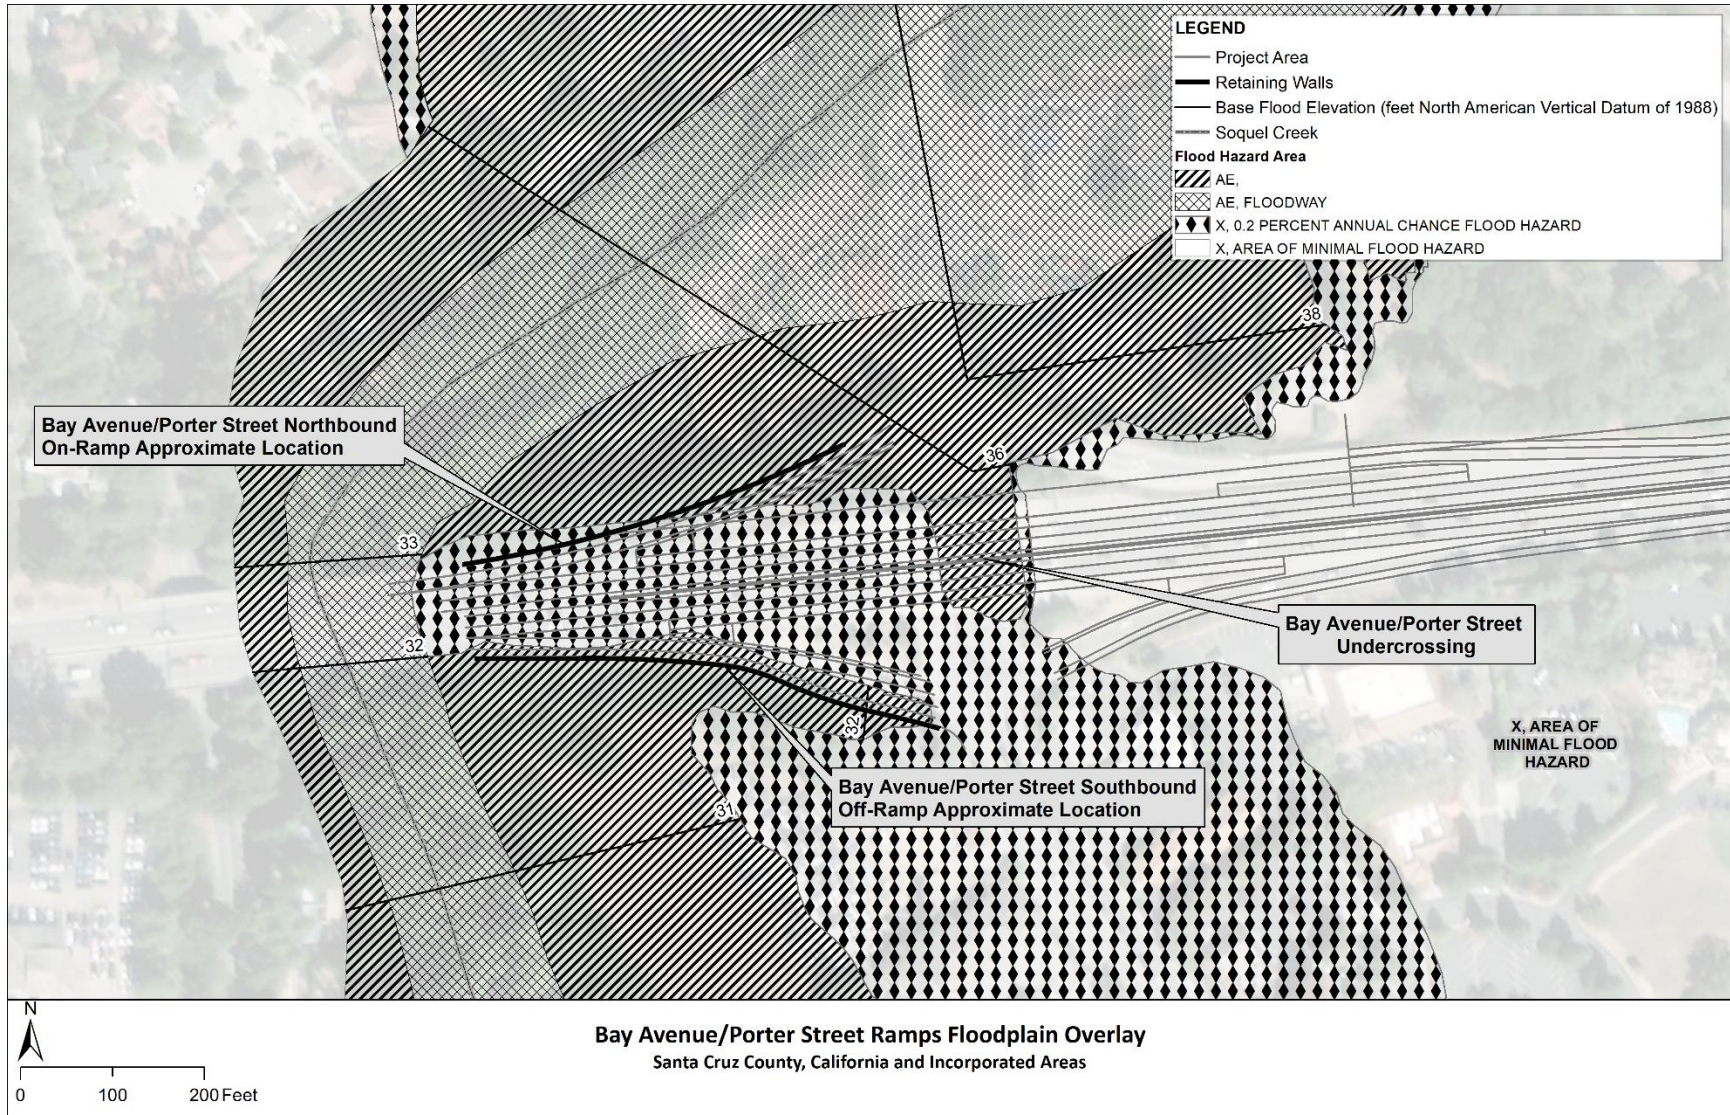 LEGEND
Project Area
Retaining Walls
Base Flood Elevation (feet North American Vertical Datum of 1988)
Soquel Creek
Flood Hazard Area
AE,
AE, FLOODWAY
X, 0.2 PERCENT ANNUAL CHANCE FLOOD HAZARD
X, AREA OF MINIMAL FLOOD HAZARD
38
Bay Avenue/Porter Street Northbound
On-Ramp Approximate Location
36
33
Bay Avenue/Porter Street
Undercrossing
32
32
X, AREA OF
MINIMAL FLOOD
HAZARD
Bay Avenue/Porter Street Southbound
Off-Ramp Approximate Location
31
N
0 100 200 Feet
Bay Avenue/Porter Street Ramps Floodplain Overlay
Santa Cruz County, California and Incorporated Areas